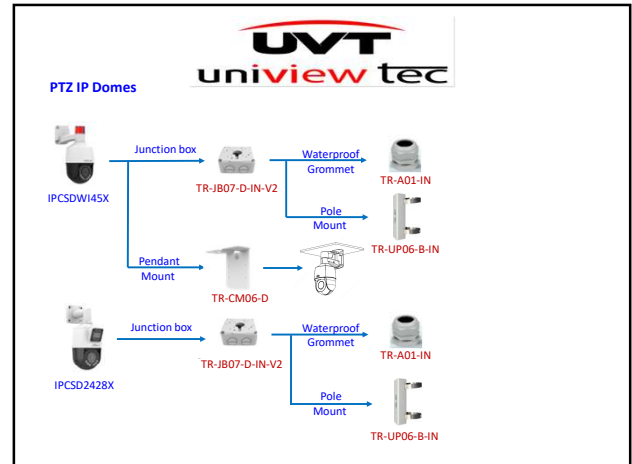 UVT
uniview tec
PTZ IP Domes
Junction box
Waterproof
Grommet
TR-A01-IN
IPCSDWI45X
TR-JB07-D-IN-V2
Pole
Mount
TR-UP06-B-IN
Pendant
Mount
TR-CM06-D
Junction box
Waterproof
Grommet
TR-A01-IN
TR-JB07-D-IN-V2
IPCSD2428X
Pole
Mount
TR-UP06-B-IN